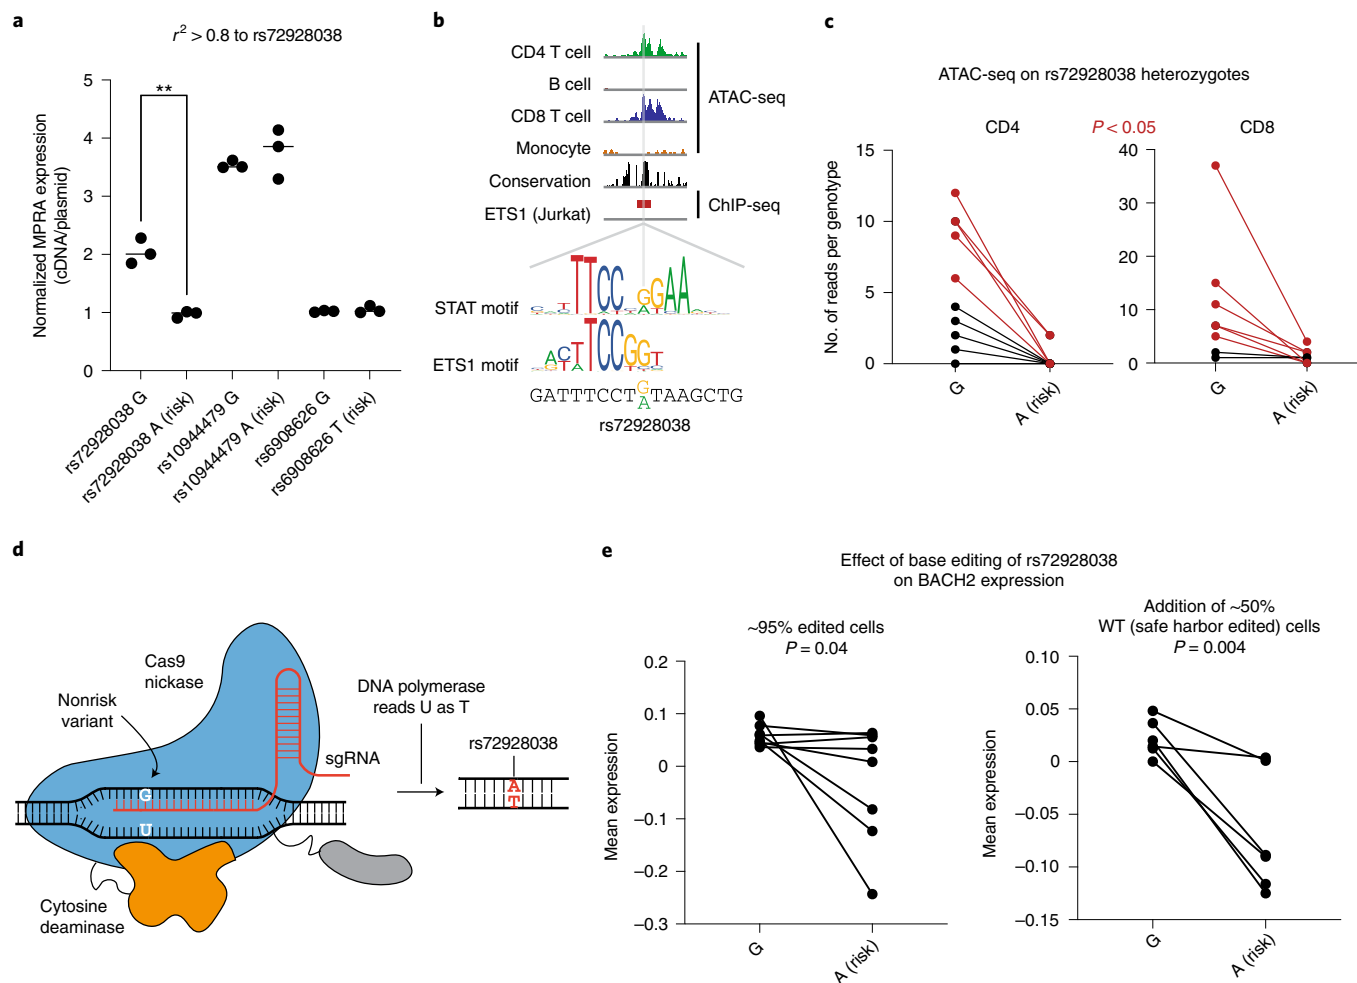 a
r² > 0.8 to rs72928038
Normalized MPRA expression
(cDNA/plasmid)
5
4
3
2
1
0
**
rs72928038 G
rs72928038 A (risk)
rs10944479 G
rs10944479 A (risk)
rs6908626 G
rs6908626 T (risk)
b
CD4 T cell
B cell
CD8 T cell
Monocyte
Conservation
ETS1 (Jurkat)
ATAC-seq
ChIP-seq
STAT motif
TTCC GGAA
ETS1 motif
ACTTCCGGT
GATTTCCTGTAAGCTG
A
rs72928038
c
ATAC-seq on rs72928038 heterozygotes
CD4
P < 0.05
CD8
No. of reads per genotype
15
10
5
0
G
A (risk)
40
30
20
10
0
G
A (risk)
d
Cas9
nickase
Nonrisk
variant
G
U
sgRNA
Cytosine
deaminase
DNA polymerase
reads U as T
rs72928038
A
T
e
Effect of base editing of rs72928038
on BACH2 expression
~95% edited cells
P = 0.04
Mean expression
0.2
0.1
0
–0.1
–0.2
–0.3
G
A (risk)
Addition of ~50%
WT (safe harbor edited) cells
P = 0.004
Mean expression
0.10
0.05
0
–0.05
–0.10
–0.15
G
A (risk)